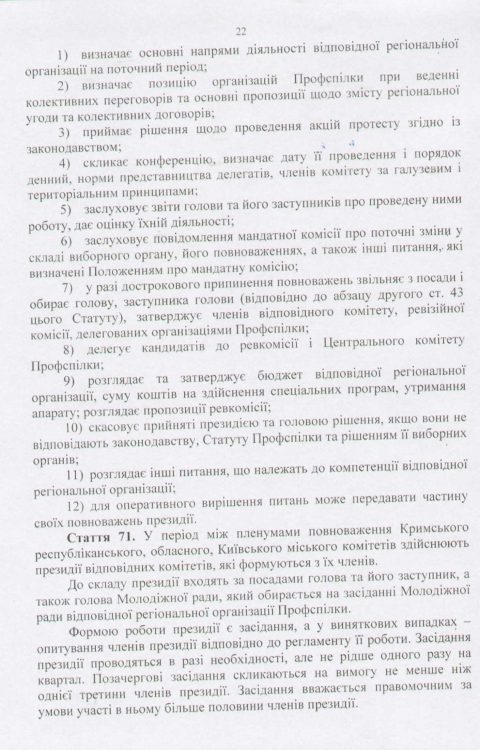 22
1) визначає основні напрями діяльності відповідної регіональної
організації на поточний період;
2) визначає позицію організацій Профспілки при веденні
колективних переговорів та основні пропозиції щодо змісту регіональної
угоди та колективних договорів;
3) приймає рішення щодо проведення акцій протесту згідно із
законодавством;
4) скликає конференцію, визначає дату її проведення і порядок
денний, норми представництва делегатів, членів комітету за галузевим і
територіальним принципами;
5) заслуховує звіти голови та його заступників про проведену ними
роботу, дає оцінку їхній діяльності;
6) заслуховує повідомлення мандатної комісії про поточні зміни у
складі виборного органу, його повноваженнях, а також інші питання, які
визначені Положенням про мандатну комісію;
7) у разі дострокового припинення повноважень звільняє з посади і
обирає голову, заступника голови (відповідно до абзацу другого ст. 43
цього Статуту), затверджує членів відповідного комітету, ревізійної
комісії, делегованих організаціями Профспілки;
8) делегує кандидатів до ревкомісії і Центрального комітету
Профспілки;
9) розглядає та затверджує бюджет відповідної регіональної
організації, суму коштів на здійснення спеціальних програм, утримання
апарату; розглядає пропозиції ревкомісії;
10) скасовує прийняті президією та головою рішення, якщо вони не
відповідають законодавству, Статуту Профспілки та рішенням її виборних
органів;
11) розглядає інші питання, що належать до компетенції відповідної
регіональної організації;
12) для оперативного вирішення питань може передавати частину
своїх повноважень президії.
Стаття 71. У період між пленумами повноваження Кримського
республіканського, обласного, Київського міського комітетів здійснюють
президії відповідних комітетів, які формуються з їх членів.
До складу президії входять за посадами голова та його заступник, а
також голова Молодіжної ради, який обирається на засіданні Молодіжної
ради відповідної регіональної організації Профспілки.
Формою роботи президії є засідання, а у виняткових випадках –
опитування членів президії відповідно до регламенту її роботи. Засідання
президії проводяться в разі необхідності, але не рідше одного разу на
квартал. Позачергові засідання скликаються на вимогу не менше ніж
однієї третини членів президії. Засідання вважається правомочним за
умови участі в ньому більше половини членів президії.